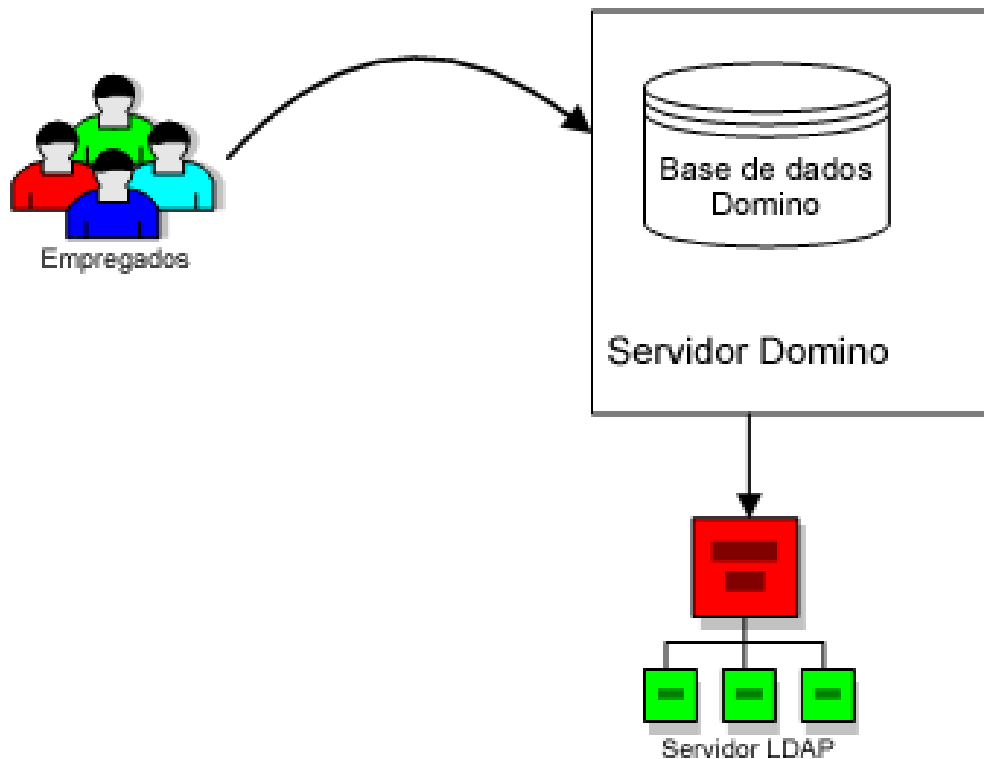 Base de dados
Domino
Empregados
Servidor Domino
Servidor LDAP